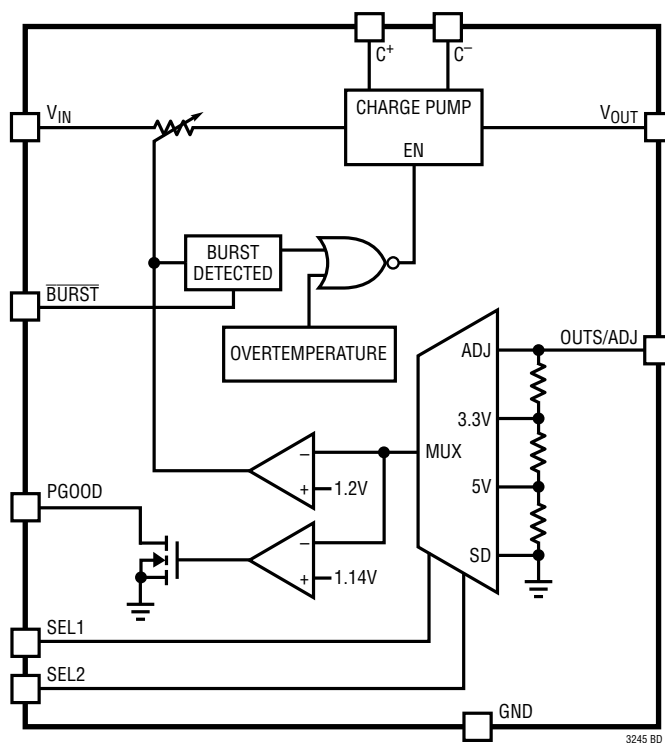 C+
C–
VIN
CHARGE PUMP
VOUT
EN
BURST
DETECTED
BURST
OVERTEMPERATURE
ADJ
OUTS/ADJ
3.3V
MUX
–
+
1.2V
5V
PGOOD
–
+
1.14V
SD
SEL1
SEL2
GND
3245 BD